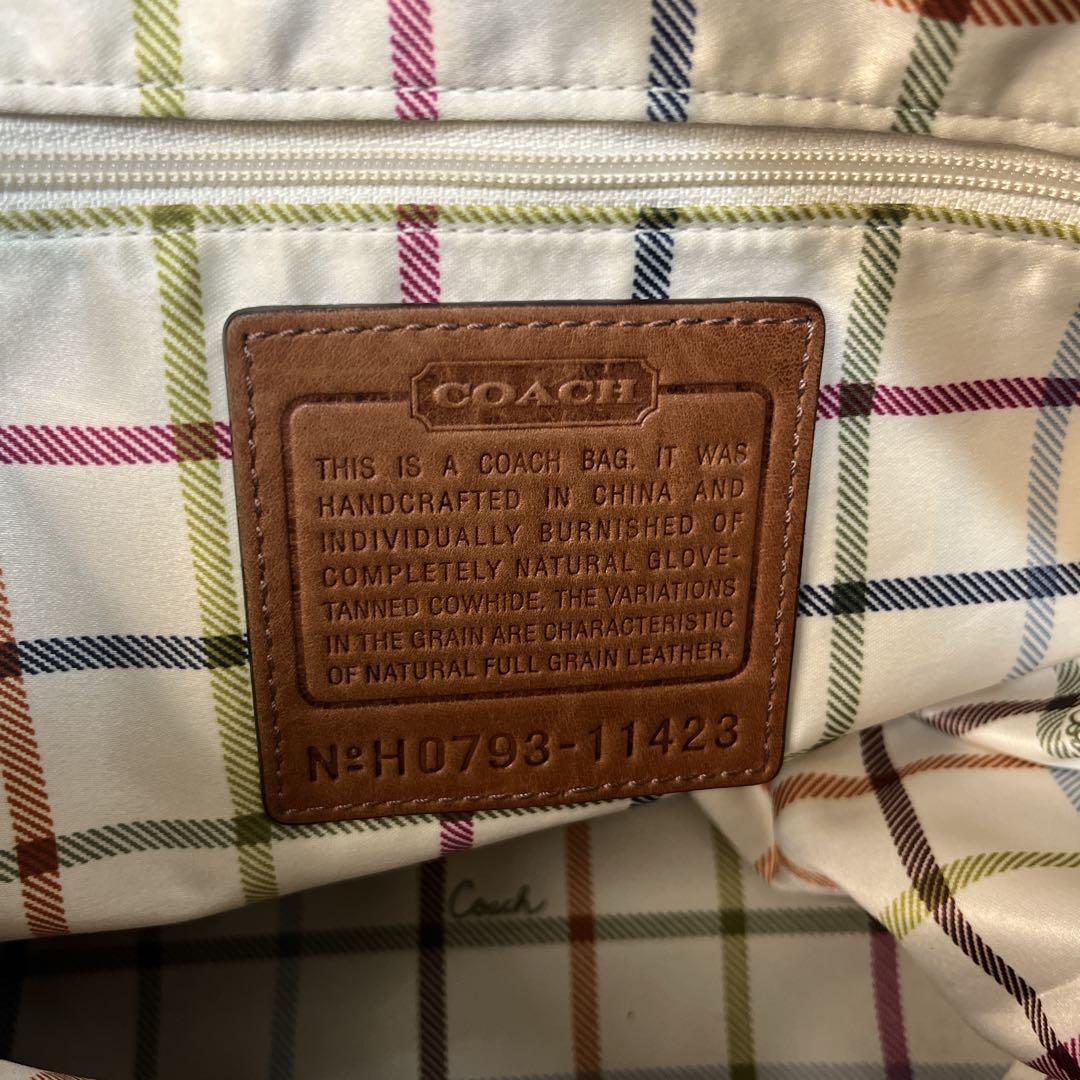 COACH
THIS IS A COACH BAG. IT WAS
HANDCRAFTED IN CHINA AND
INDIVIDUALLY BURNISHED OF
COMPLETELY NATURAL GLOVE-
TANNED COWHIDE. THE VARIATIONS
IN THE GRAIN ARE CHARACTERISTIC
OF NATURAL FULL GRAIN LEATHER.
NºH0793-11423
Coach